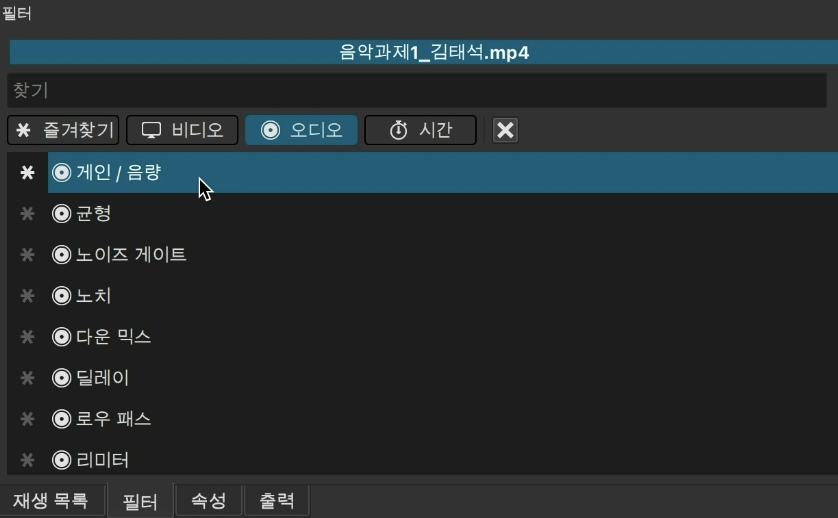 필터
음악과제1_김태석.mp4
찾기
즐겨찾기 비디오 오디오 시간
게인 / 음량
균형
노이즈 게이트
노치
다운 믹스
딜레이
로우 패스
리미터
재생 목록 필터 속성 출력